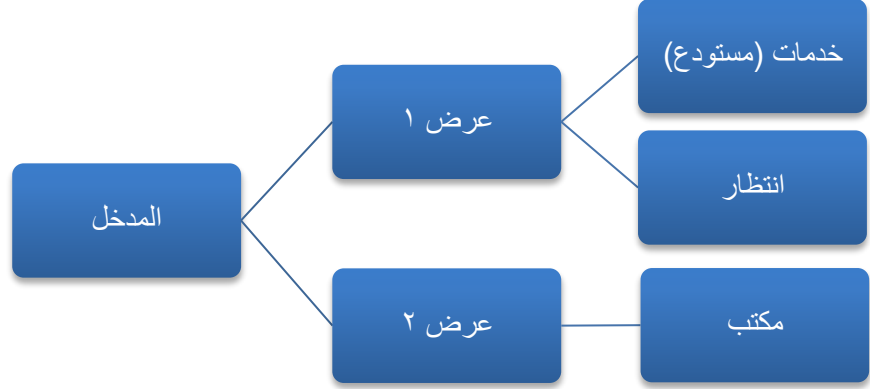 المدخل
عرض ١
خدمات (مستودع)
انتظار
عرض ٢
مكتب